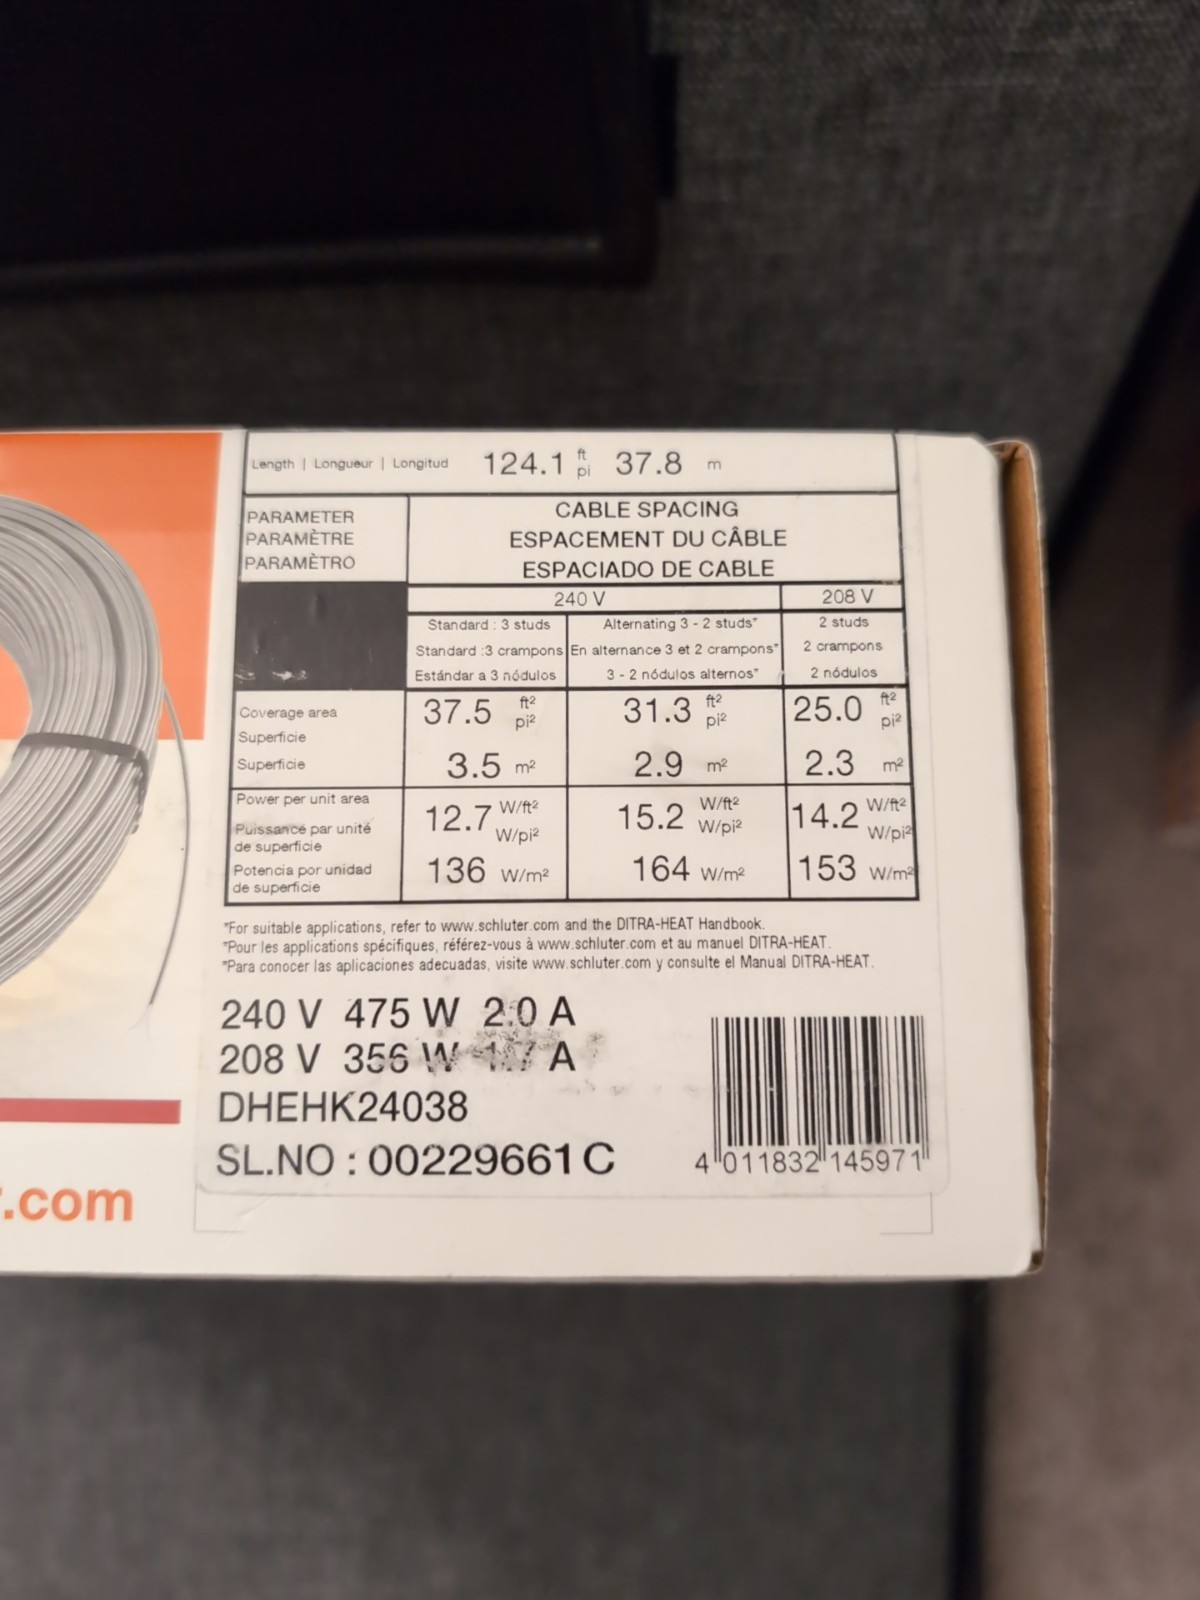 Length | Longueur | Longitud 124.1 ft pi 37.8 m
PARAMETER
PARAMÈTRE
PARAMÈTRO
CABLE SPACING
ESPACEMENT DU CÂBLE
ESPACIADO DE CABLE
240 V 208 V
Standard : 3 studs Alternating 3 - 2 studs* 2 studs
Standard :3 crampons En alternance 3 et 2 crampons* 2 crampons
Estándar a 3 nódulos 3 - 2 nódulos alternos* 2 nódulos
Coverage area
Superficie
Superficie
37.5 ft² pi² 31.3 ft² pi² 25.0 ft² pi²
3.5 m² 2.9 m² 2.3 m²
Power per unit area
Puissance par unité
de superficie
Potencia por unidad
de superficie
12.7 W/ft² W/pi² 15.2 W/ft² W/pi² 14.2 W/ft² W/pi²
136 W/m² 164 W/m² 153 W/m²
*For suitable applications, refer to www.schluter.com and the DITRA-HEAT Handbook.
*Pour les applications spécifiques, référez-vous à www.schluter.com et au manuel DITRA-HEAT.
*Para conocer las aplicaciones adecuadas, visite www.schluter.com y consulte el Manual DITRA-HEAT.
240 V 475 W 2.0 A
208 V 356 W 1.7 A
DHEHK24038
SL.NO : 00229661 C
4 011832 145971
r.com